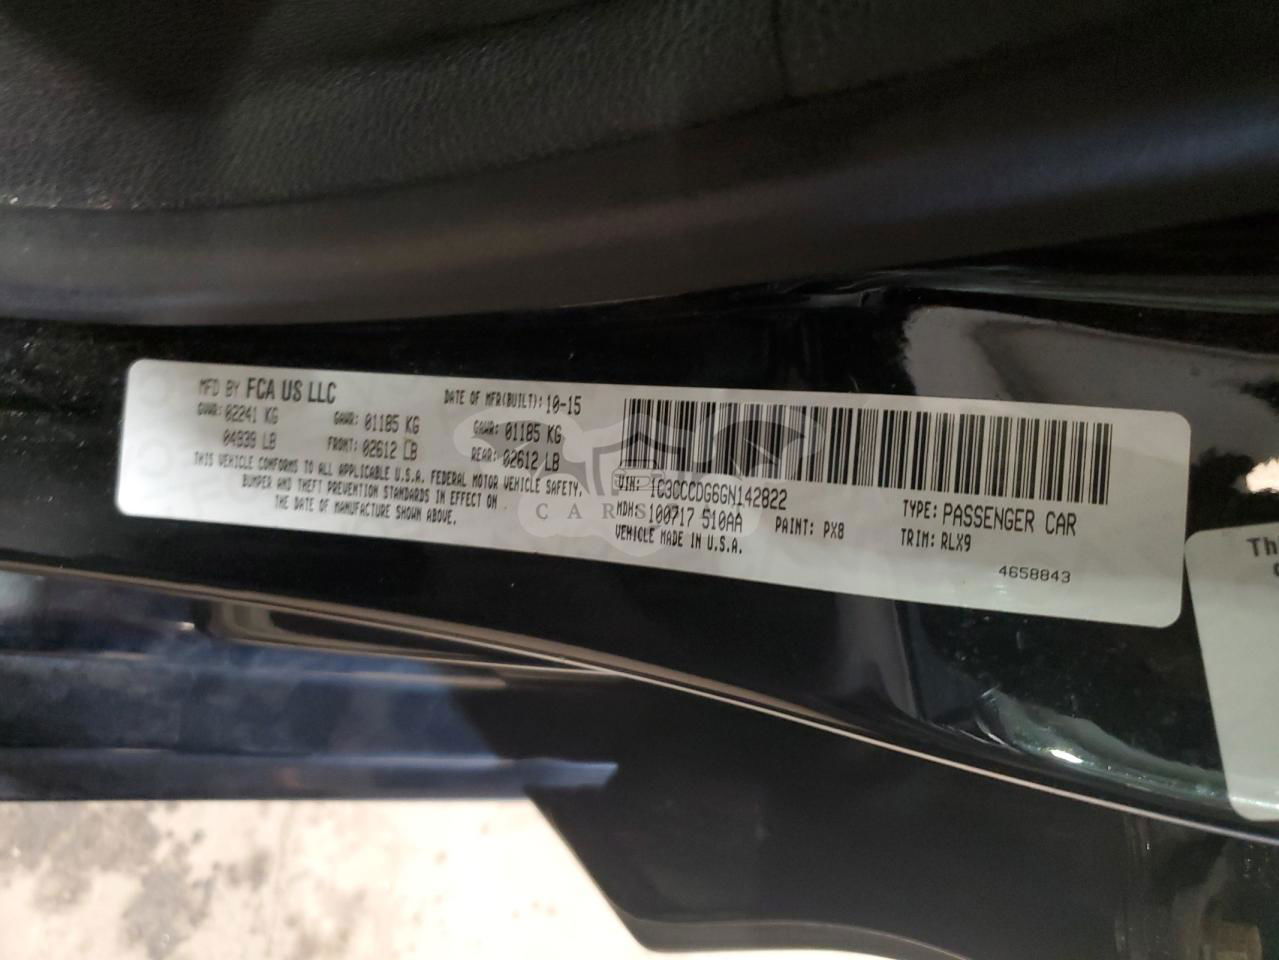 MFD BY FCA US LLC DATE OF MFR(BUILT): 10-15
GVWR: 02241 KG GAWR: 01185 KG GAWR: 01185 KG
04939 LB FRONT: 02612 LB REAR: 02612 LB
THIS VEHICLE CONFORMS TO ALL APPLICABLE U.S.A. FEDERAL MOTOR VEHICLE SAFETY,
BUMPER AND THEFT PREVENTION STANDARDS IN EFFECT ON
THE DATE OF MANUFACTURE SHOWN ABOVE.
VIN: 1C3CCCDG6GN142822 TYPE: PASSENGER CAR
MDH: 100717 510AA PAINT: PX8 TRIM: RLX9
VEHICLE MADE IN U.S.A.
4658843
CARS
Th